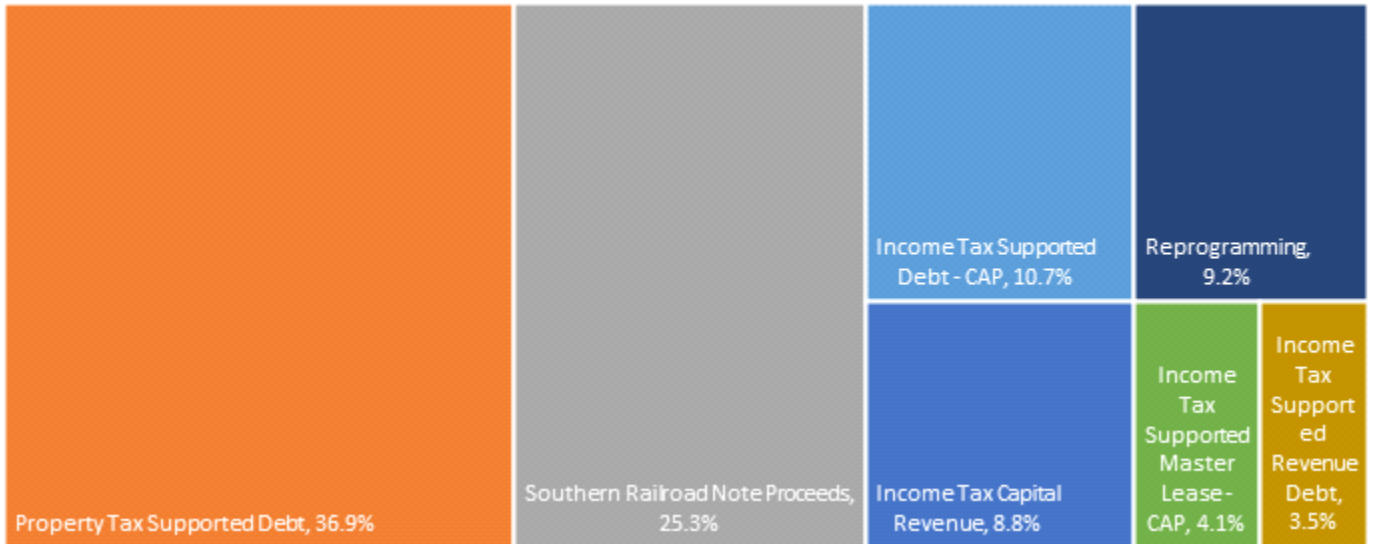 Property Tax Supported Debt, 36.9%
Southern Railroad Note Proceeds,
25.3%
Income Tax Supported
Debt - CAP, 10.7%
Income Tax Capital
Revenue, 8.8%
Reprogramming,
9.2%
Income
Tax
Supported
Master
Lease -
CAP, 4.1%
Income
Tax
Support
ed
Revenue
Debt,
3.5%